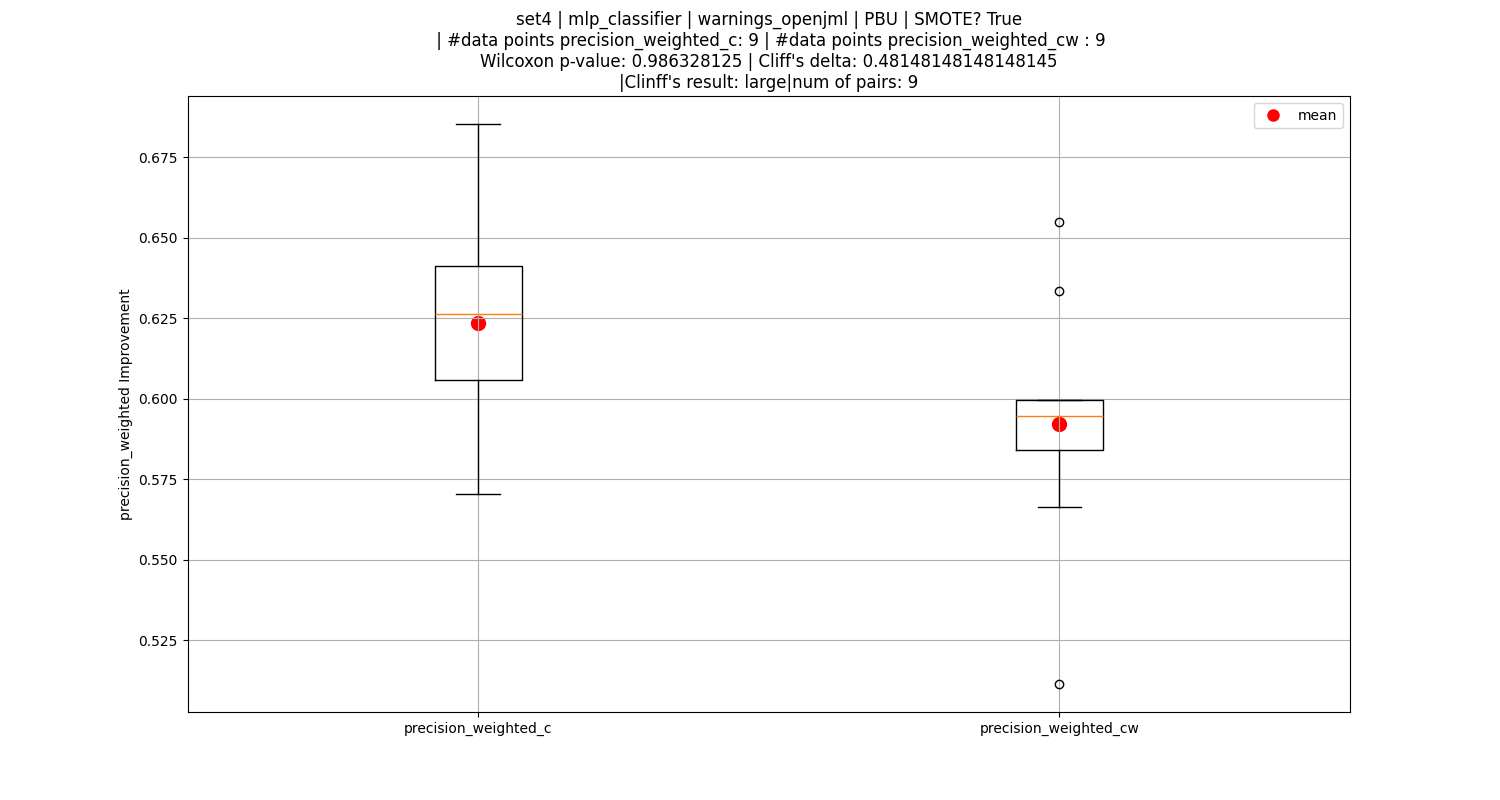 set4 | mlp_classifier | warnings_openjml | PBU | SMOTE? True
| #data points precision_weighted_c: 9 | #data points precision_weighted_cw : 9
Wilcoxon p-value: 0.986328125 | Cliff's delta: 0.48148148148148145
|Clinff's result: large|num of pairs: 9
mean
0.675
0.650
0.625
0.600
0.575
0.550
0.525
precision_weighted Improvement
precision_weighted_c
precision_weighted_cw